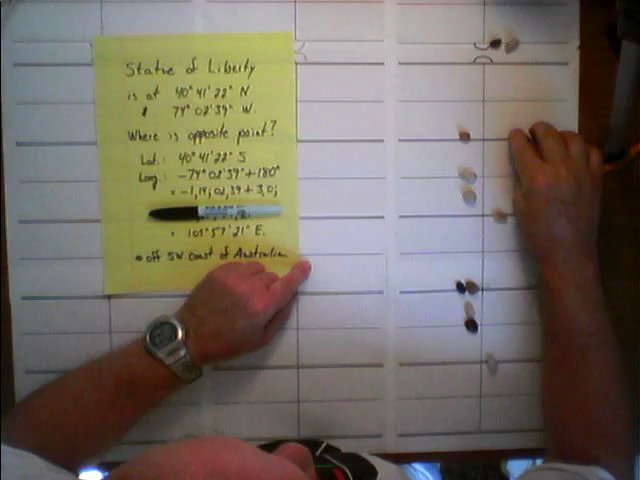 Statue of Liberty
is at 40° 41' 22" N
& 74° 02' 39" W.
Where is opposite point?
Lat.: 40° 41' 22" S
Long.: -74° 02' 39" + 180°
= -1,14; 02,39 + 3,0;
= 105° 57' 21" E.
off SW coast of Australia